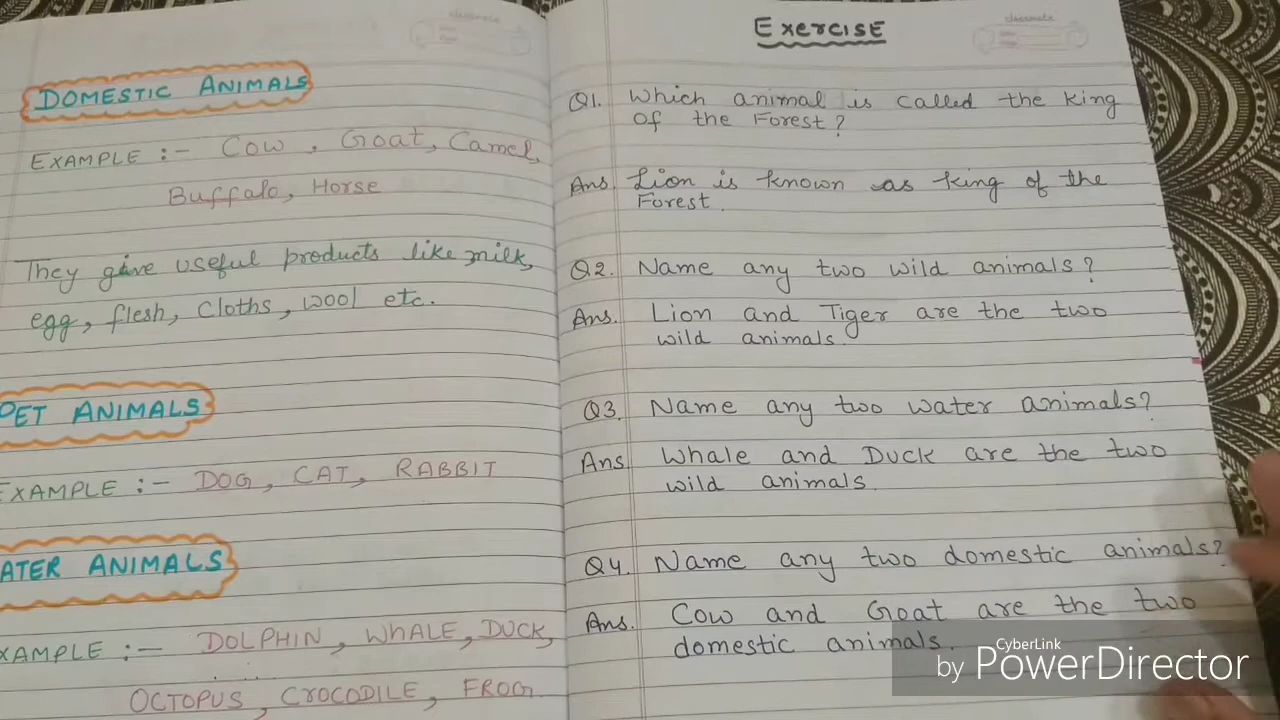 classmate
DOMESTIC ANIMALS
EXAMPLE :- COW, Goat, Camel,
Buffalo, Horse
They give useful products like milk,
egg, flesh, Cloths, wool etc.
PET ANIMALS
EXAMPLE :- DOG, CAT, RABBIT
ATER ANIMALS
XAMPLE :- DOLPHIN, WHALE, DUCK,
OCTOPUS, CROCODILE, FROG.
classmate
Exercise
Q1. Which animal is called the king
of the Forest?
Ans Lion is known as king of the
Forest.
Q2. Name any two wild animals?
Ans. Lion and Tiger are the two
wild animals.
Q3. Name any two water animals?
Ans Whale and Duck are the two
wild animals.
Q4. Name any two domestic animals?
Ans. Cow and Goat are the two
domestic animals.
CyberLink
by PowerDirector